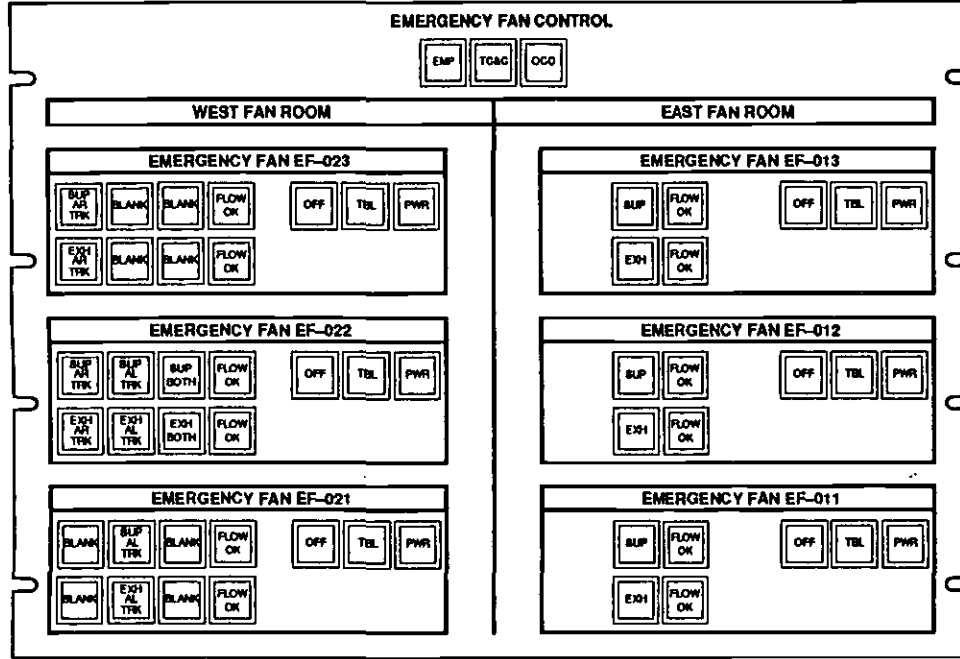 EMERGENCY FAN CONTROL
EMP TC&C OCC
WEST FAN ROOM
EAST FAN ROOM
EMERGENCY FAN EF–023
SUP AR TRK BLANK BLANK FLOW OK OFF TBL PWR
EXH AR TRK BLANK BLANK FLOW OK
EMERGENCY FAN EF–022
SUP AR TRK SUP AL TRK SUP BOTH FLOW OK OFF TBL PWR
EXH AR TRK EXH AL TRK EXH BOTH FLOW OK
EMERGENCY FAN EF–021
BLANK SUP AL TRK BLANK FLOW OK OFF TBL PWR
BLANK EXH AL TRK BLANK FLOW OK
EMERGENCY FAN EF–013
SUP FLOW OK OFF TBL PWR
EXH FLOW OK
EMERGENCY FAN EF–012
SUP FLOW OK OFF TBL PWR
EXH FLOW OK
EMERGENCY FAN EF–011
SUP FLOW OK OFF TBL PWR
EXH FLOW OK